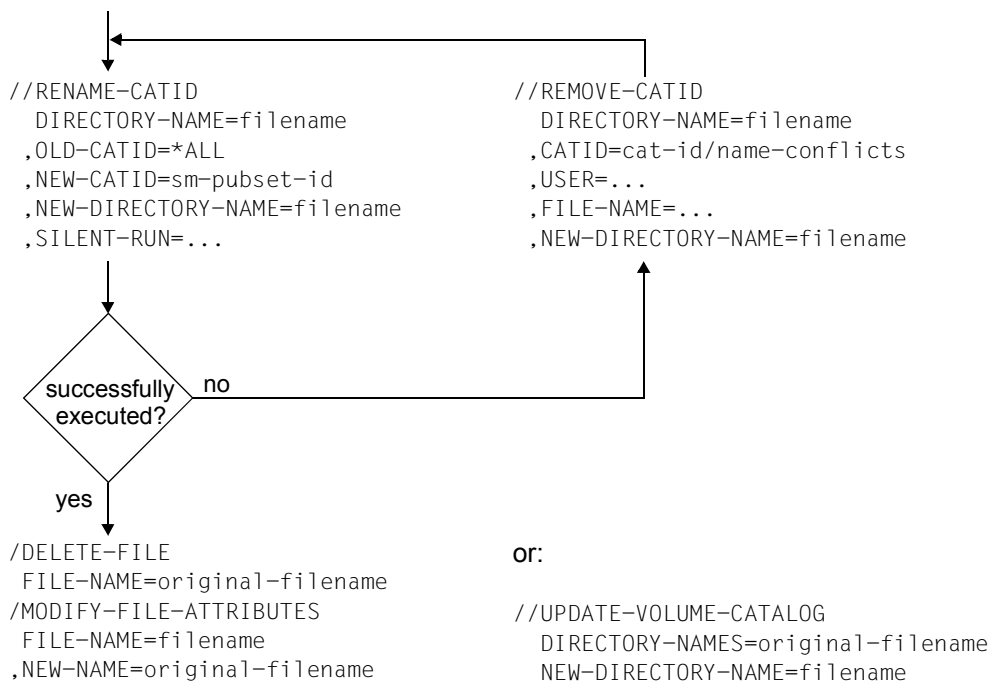 //RENAME-CATID
DIRECTORY-NAME=filename
,OLD-CATID=*ALL
,NEW-CATID=sm-pubset-id
,NEW-DIRECTORY-NAME=filename
,SILENT-RUN=...
//REMOVE-CATID
DIRECTORY-NAME=filename
,CATID=cat-id/name-conflicts
,USER=...
,FILE-NAME=...
,NEW-DIRECTORY-NAME=filename
successfully
executed?
no
yes
/DELETE-FILE
FILE-NAME=original-filename
/MODIFY-FILE-ATTRIBUTES
FILE-NAME=filename
,NEW-NAME=original-filename
or:
//UPDATE-VOLUME-CATALOG
DIRECTORY-NAMES=original-filename
NEW-DIRECTORY-NAME=filename